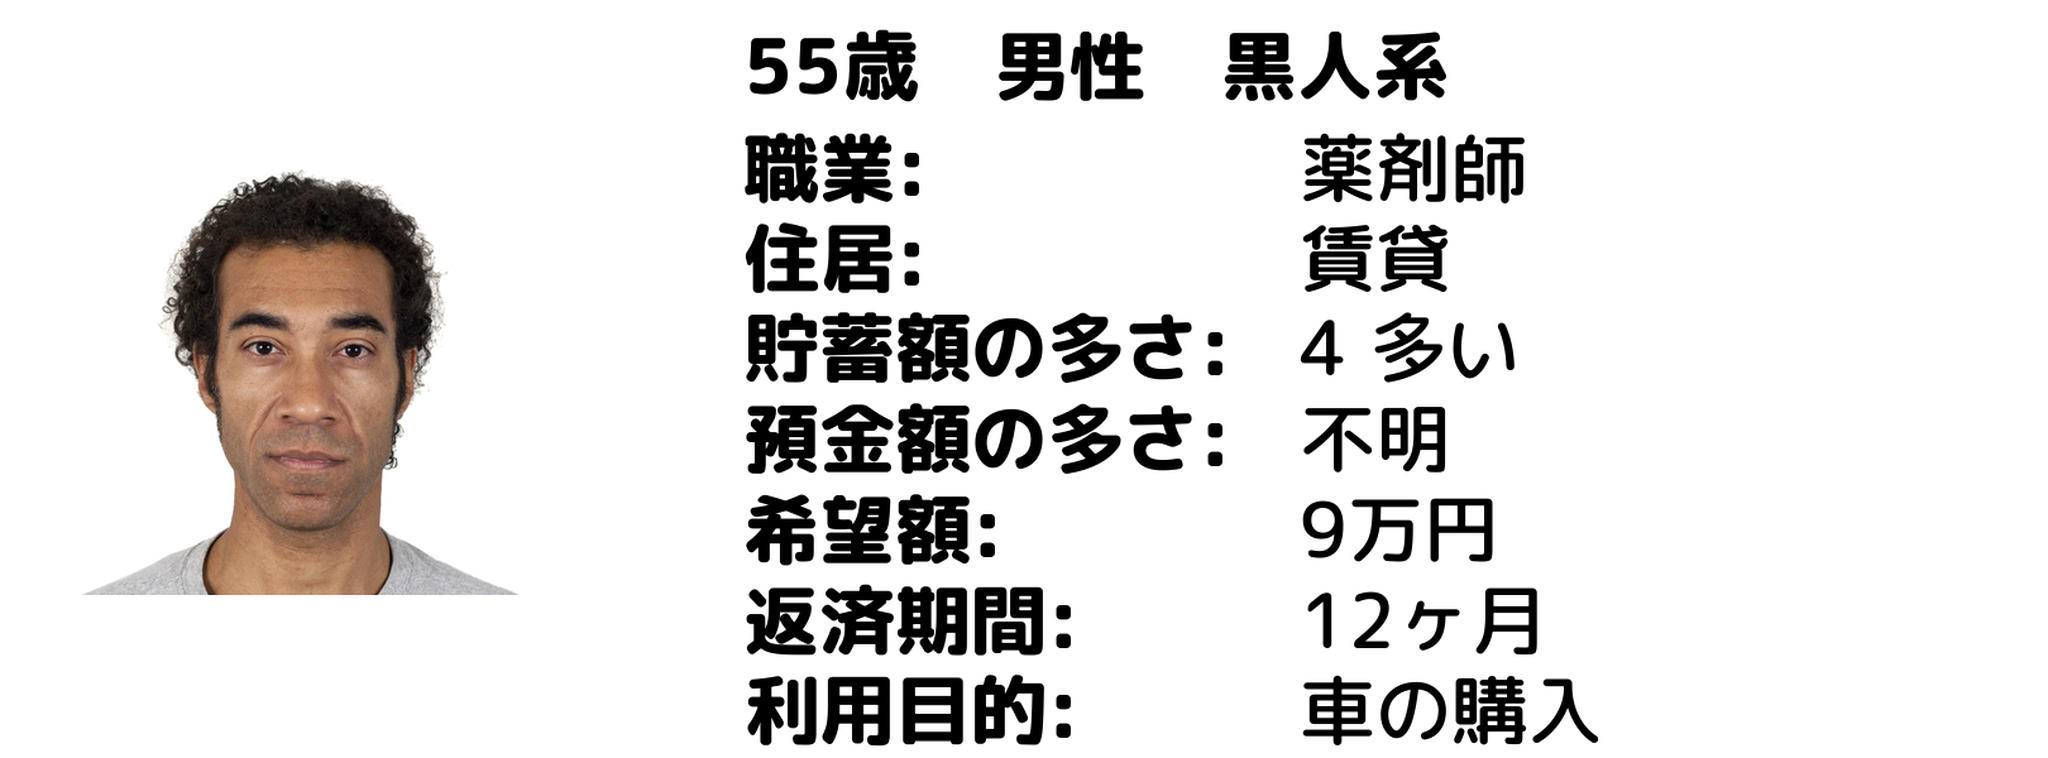 55歳　男性　黒人系
職業: 薬剤師
住居: 賃貸
貯蓄額の多さ: 4 多い
預金額の多さ: 不明
希望額: 9万円
返済期間: 12ヶ月
利用目的: 車の購入